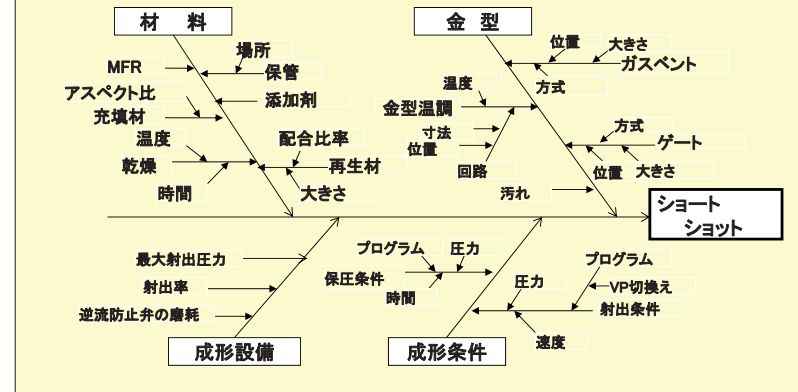 材　料
金　型
場所
MFR
保管
アスペクト比
添加剤
充填材
温度
配合比率
乾燥
再生材
時間
大きさ
位置
大きさ
ガスベント
方式
温度
金型温調
寸法
位置
回路
方式
ゲート
位置
大きさ
汚れ
ショート
ショット
最大射出圧力
射出率
逆流防止弁の磨耗
成形設備
プログラム
圧力
保圧条件
時間
プログラム
圧力
VP切換え
射出条件
速度
成形条件